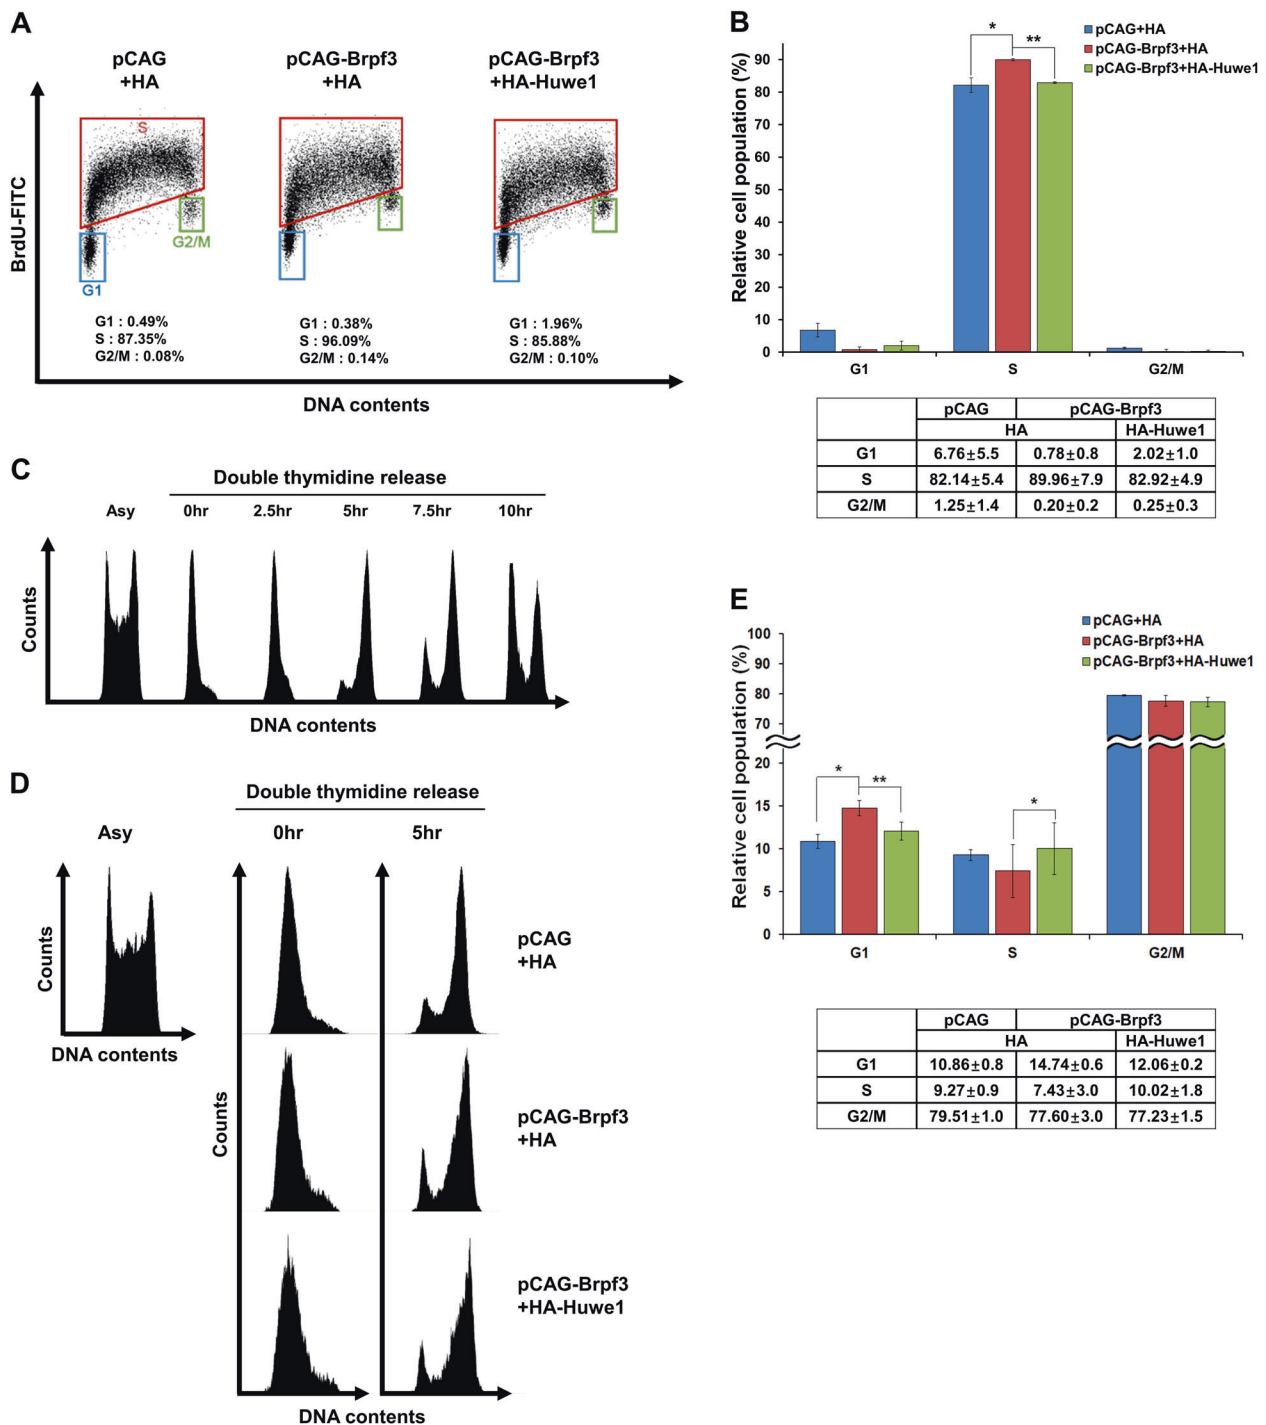 A
pCAG
+HA
pCAG-Brpf3
+HA
pCAG-Brpf3
+HA-Huwe1
BrdU-FITC
S
G2/M
G1
G1 : 0.49%
S : 87.35%
G2/M : 0.08%
G1 : 0.38%
S : 96.09%
G2/M : 0.14%
G1 : 1.96%
S : 85.88%
G2/M : 0.10%
DNA contents
B
pCAG+HA
pCAG-Brpf3+HA
pCAG-Brpf3+HA-Huwe1
* **
Relative cell population (%)
90
80
70
60
50
40
30
20
10
0
G1 S G2/M
pCAG pCAG-Brpf3
HA HA-Huwe1
G1 6.76±5.5 0.78±0.8 2.02±1.0
S 82.14±5.4 89.96±7.9 82.92±4.9
G2/M 1.25±1.4 0.20±0.2 0.25±0.3
C
Double thymidine release
Asy 0hr 2.5hr 5hr 7.5hr 10hr
Counts
DNA contents
D
Double thymidine release
Asy 0hr 5hr
Counts
DNA contents
pCAG
+HA
Counts
pCAG-Brpf3
+HA
pCAG-Brpf3
+HA-Huwe1
DNA contents
E
pCAG+HA
pCAG-Brpf3+HA
pCAG-Brpf3+HA-Huwe1
Relative cell population (%)
100
90
80
70
20
15
10
5
0
* **
*
G1 S G2/M
pCAG pCAG-Brpf3
HA HA-Huwe1
G1 10.86±0.8 14.74±0.6 12.06±0.2
S 9.27±0.9 7.43±3.0 10.02±1.8
G2/M 79.51±1.0 77.60±3.0 77.23±1.5